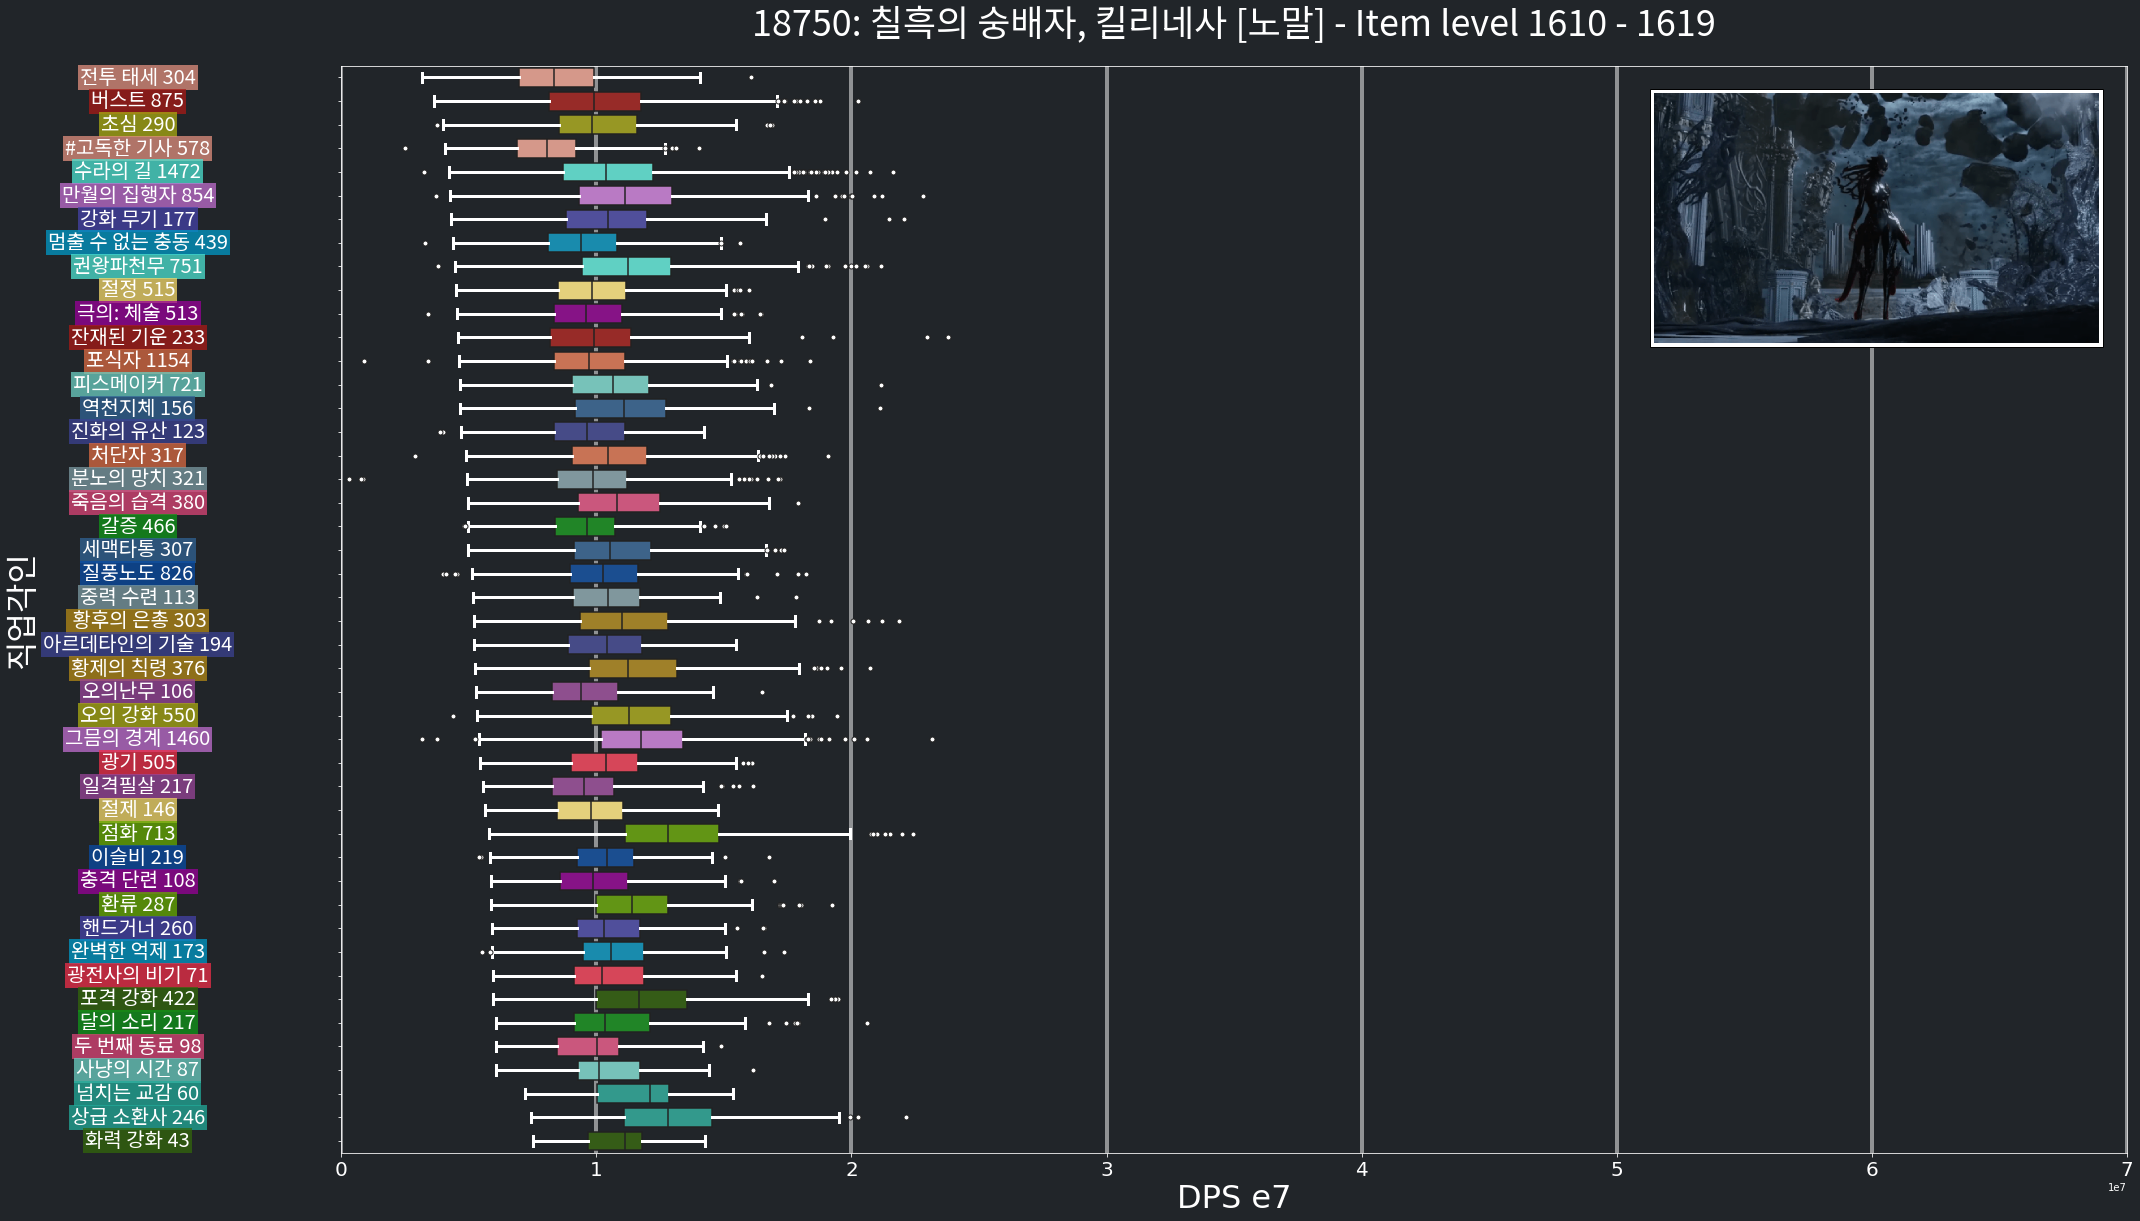 18750: 칠흑의 숭배자, 킬리네사 [노말] - Item level 1610 - 1619
직업각인
전투 태세 304
버스트 875
초심 290
#고독한 기사 578
수라의 길 1472
만월의 집행자 854
강화 무기 177
멈출 수 없는 충동 439
권왕파천무 751
절정 515
극의: 체술 513
잔재된 기운 233
포식자 1154
피스메이커 721
역천지체 156
진화의 유산 123
처단자 317
분노의 망치 321
죽음의 습격 380
갈증 466
세맥타통 307
질풍노도 826
중력 수련 113
황후의 은총 303
아르데타인의 기술 194
황제의 칙령 376
오의난무 106
오의 강화 550
그믐의 경계 1460
광기 505
일격필살 217
절제 146
점화 713
이슬비 219
충격 단련 108
환류 287
핸드거너 260
완벽한 억제 173
광전사의 비기 71
포격 강화 422
달의 소리 217
두 번째 동료 98
사냥의 시간 87
넘치는 교감 60
상급 소환사 246
화력 강화 43
0 1 2 3 4 5 6 7
1e7
DPS e7